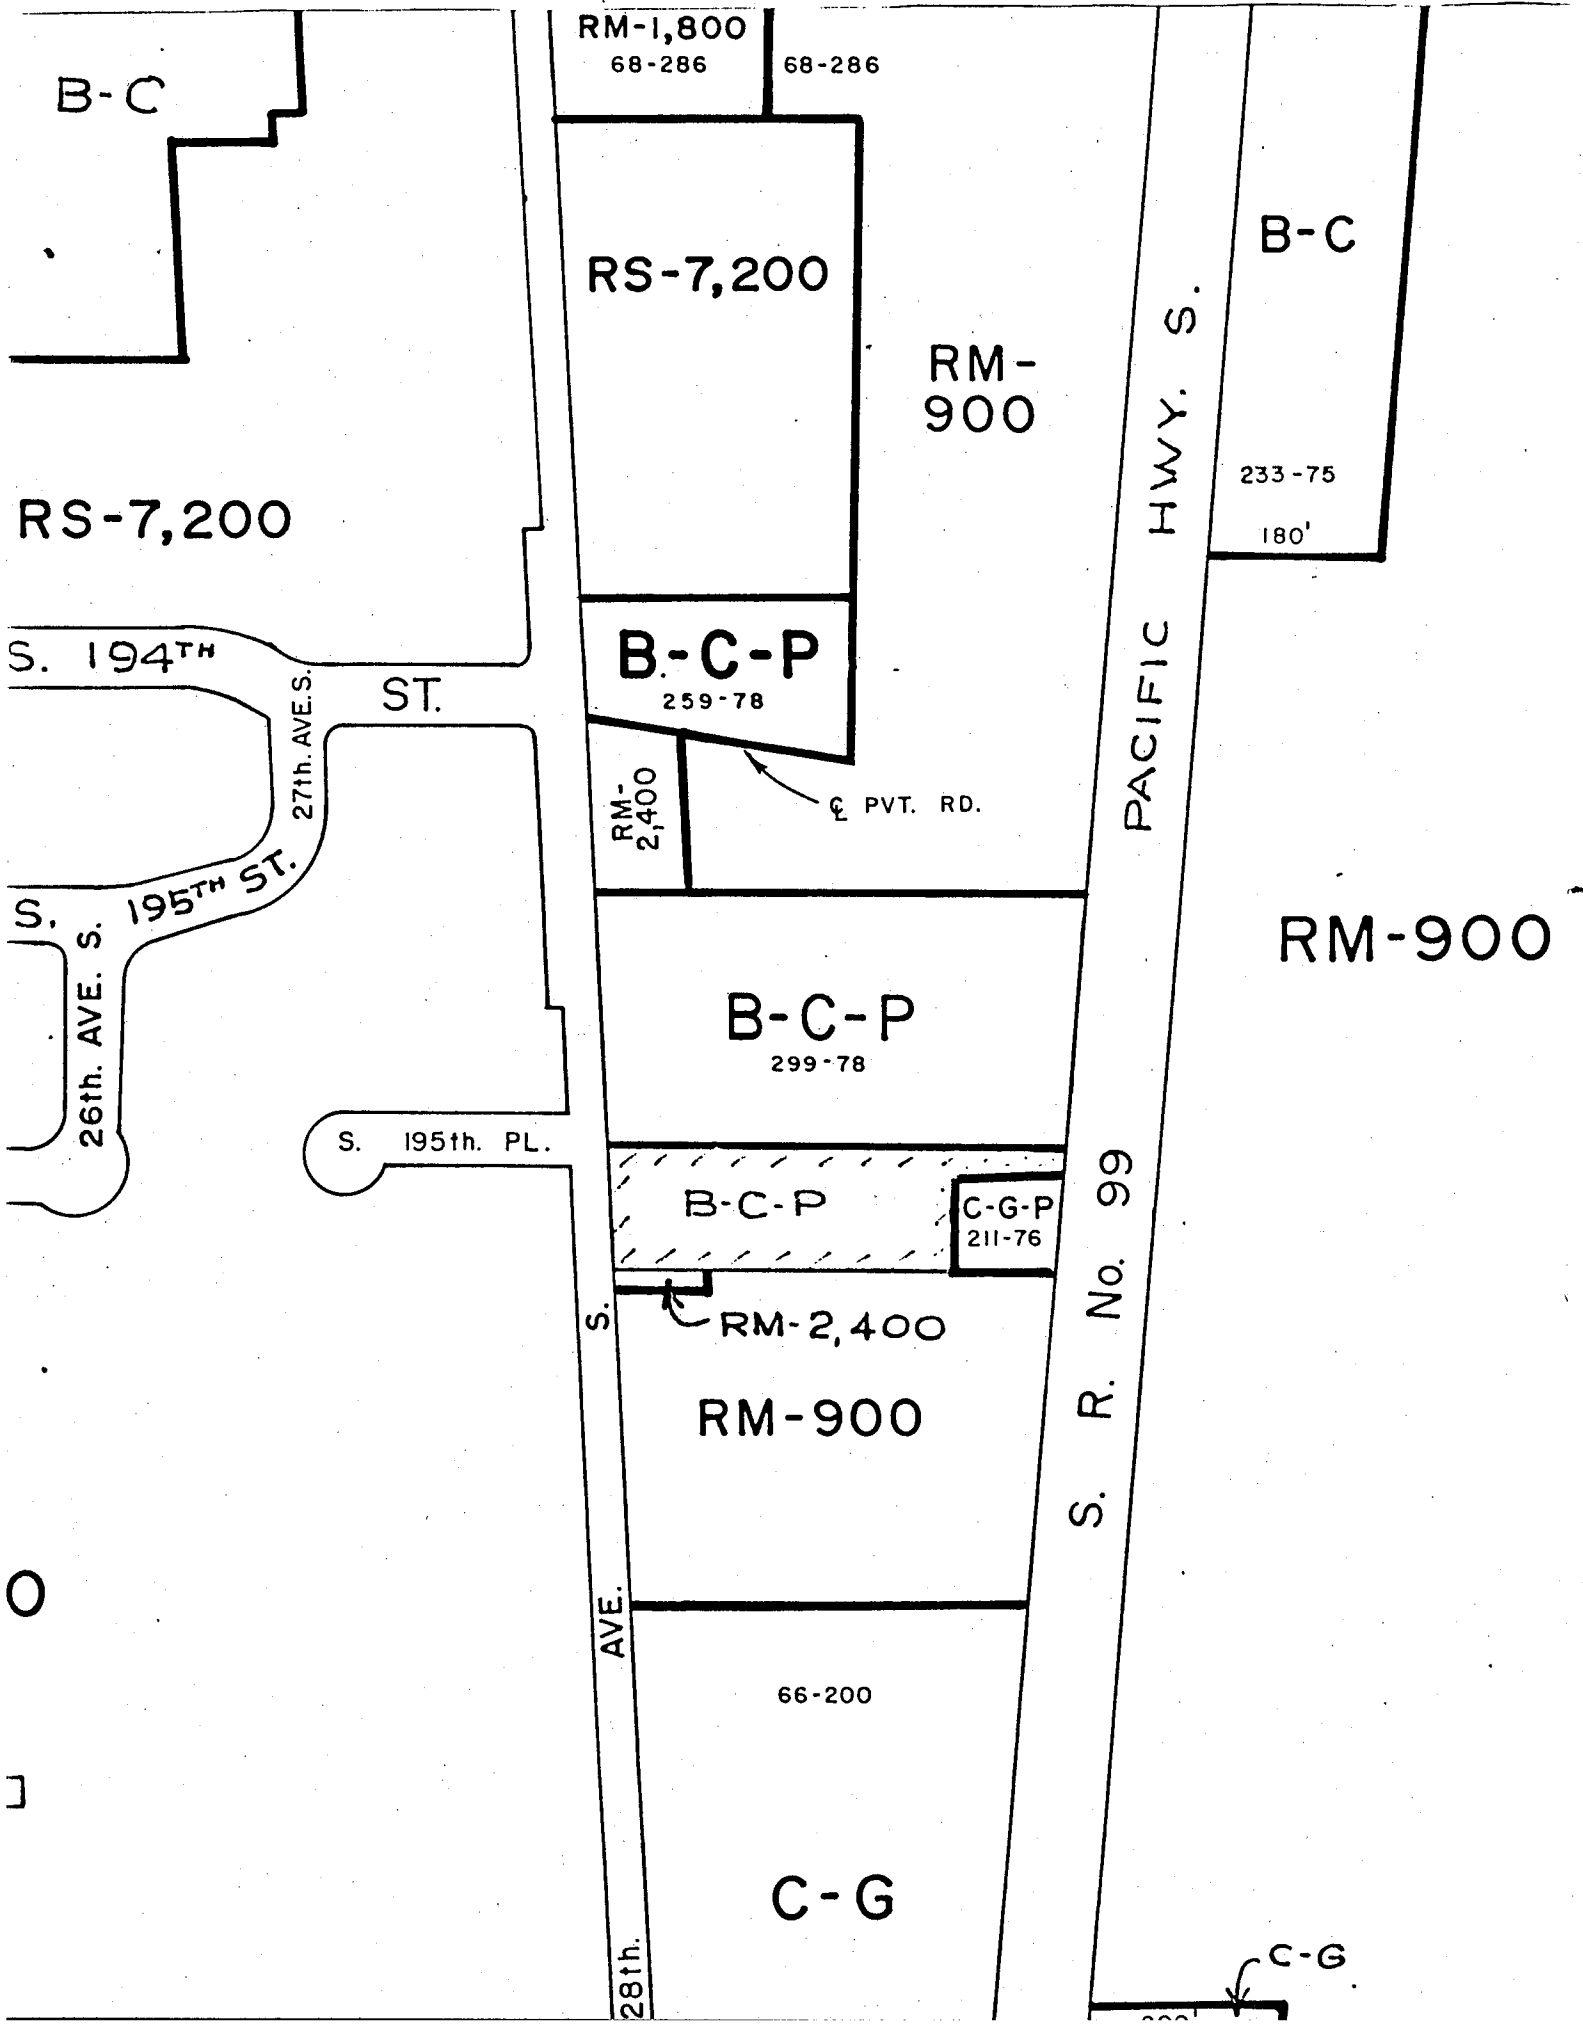 RM-1,800
68-286
68-286
B-C
B-C
RS-7,200
RM-
900
PACIFIC HWY. S.
233-75
180'
RS-7,200
S. 194TH ST.
B.-C-P
259-78
27th. AVE. S.
RM-
2,400
℄ PVT. RD.
S. 195TH ST.
26th. AVE. S.
RM-900
B-C-P
299-78
S. 195th. PL.
B-C-P
C-G-P
211-76
S. R. No. 99
RM-2,400
RM-900
28th. AVE. S.
66-200
C-G
C-G